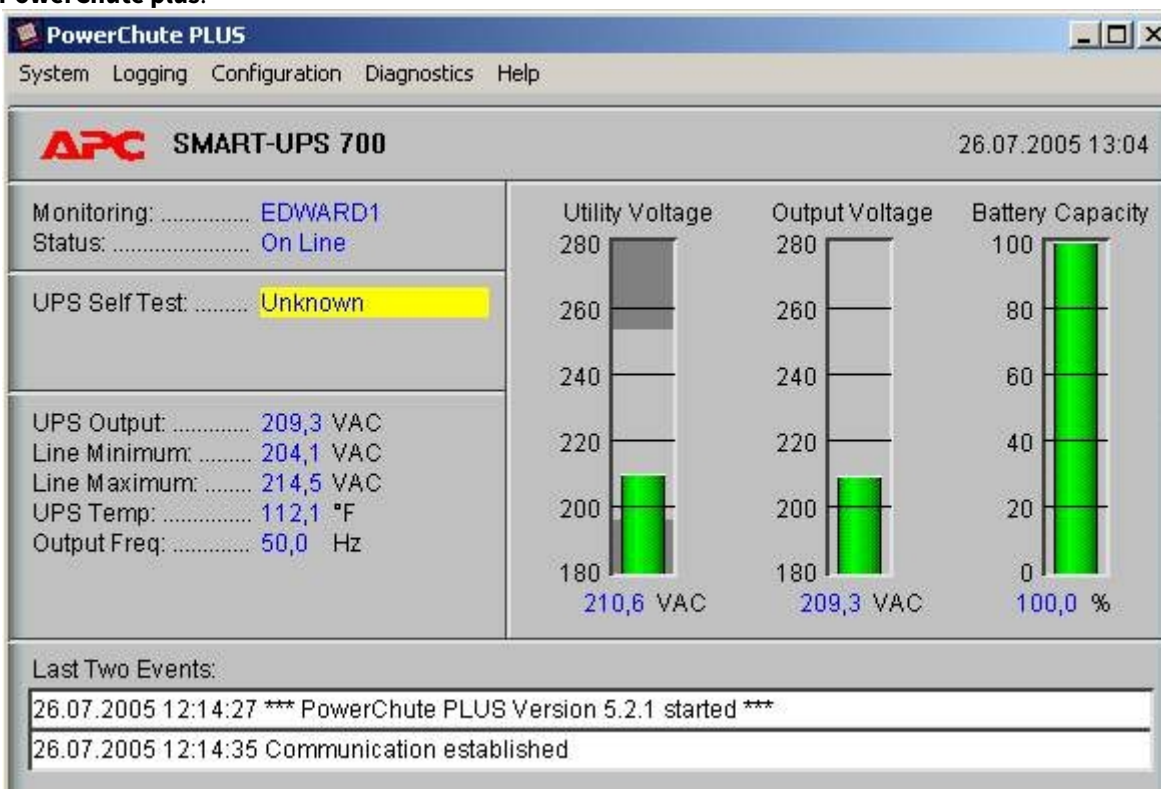 PowerChute plus.
PowerChute PLUS
System Logging Configuration Diagnostics Help
APC SMART-UPS 700 26.07.2005 13:04
Monitoring: .............. EDWARD1
Status: ...................... On Line
UPS Self Test: ......... Unknown
UPS Output: ............. 209,3 VAC
Line Minimum: ......... 204,1 VAC
Line Maximum: ........ 214,5 VAC
UPS Temp: ............... 112,1 °F
Output Freq: ............. 50,0 Hz
Utility Voltage Output Voltage Battery Capacity
280 280 100
260 260 80
240 240 60
220 220 40
200 200 20
180 180 0
210,6 VAC 209,3 VAC 100,0 %
Last Two Events:
26.07.2005 12:14:27 *** PowerChute PLUS Version 5.2.1 started ***
26.07.2005 12:14:35 Communication established